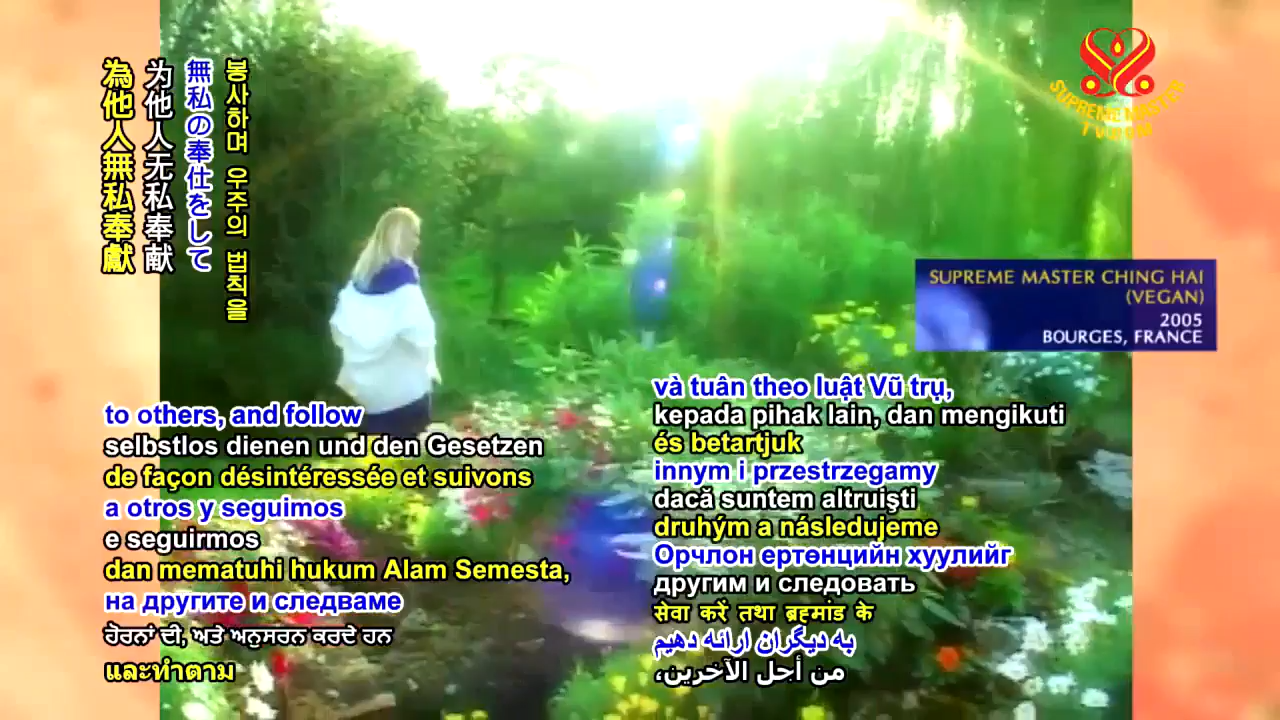 為他人無私奉獻
为他人无私奉献
無私の奉仕をして
봉사하며 우주의 법칙을
SUPREME MASTER
TV.COM
SUPREME MASTER CHING HAI
(VEGAN)
2005
BOURGES, FRANCE
to others, and follow
selbstlos dienen und den Gesetzen
de façon désintéressée et suivons
a otros y seguimos
e seguirmos
dan mematuhi hukum Alam Semesta,
на другите и следваме
ਹੋਰਨਾਂ ਦੀ, ਅਤੇ ਅਨੁਸਰਨ ਕਰਦੇ ਹਨ
และทำตาม
và tuân theo luật Vũ trụ,
kepada pihak lain, dan mengikuti
és betartjuk
innym i przestrzegamy
dacă suntem altruişti
druhým a následujeme
Орчлон ертөнцийн хуулийг
другим и следовать
सेवा करें तथा ब्रह्मांड के
به دیگران ارائه دهیم
من أجل الآخرين،